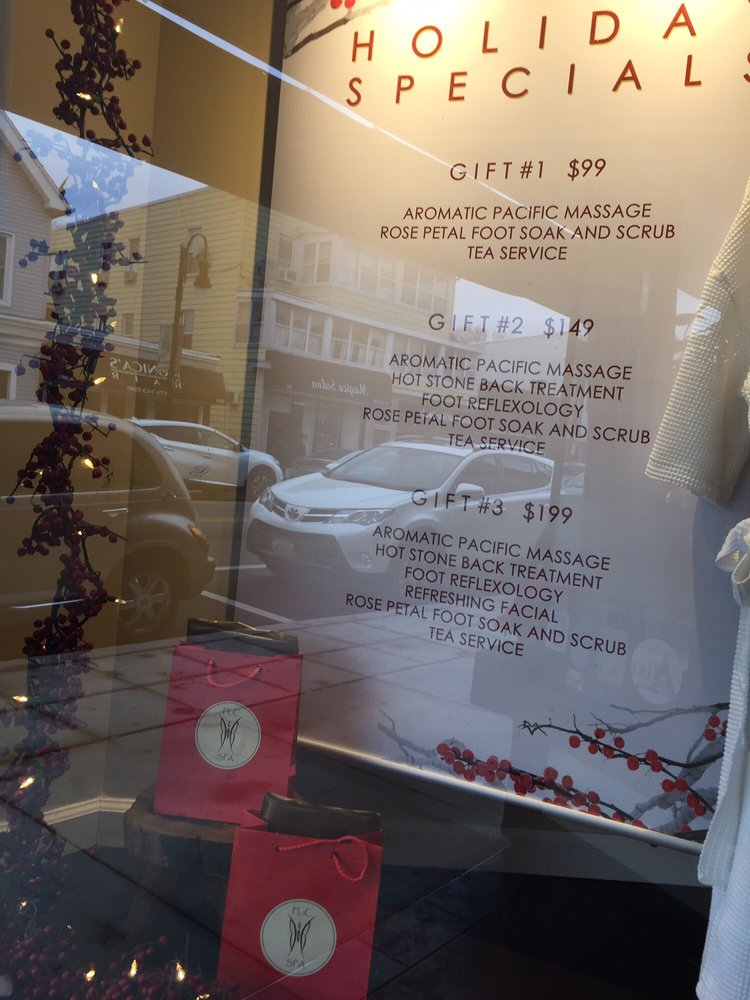 HOLIDA
SPECIALS
GIFT #1 $99
AROMATIC PACIFIC MASSAGE
ROSE PETAL FOOT SOAK AND SCRUB
TEA SERVICE
GIFT #2 $149
AROMATIC PACIFIC MASSAGE
HOT STONE BACK TREATMENT
FOOT REFLEXOLOGY
ROSE PETAL FOOT SOAK AND SCRUB
TEA SERVICE
GIFT #3 $199
AROMATIC PACIFIC MASSAGE
HOT STONE BACK TREATMENT
FOOT REFLEXOLOGY
REFRESHING FACIAL
ROSE PETAL FOOT SOAK AND SCRUB
TEA SERVICE
Magico Salon
SPA
SPA